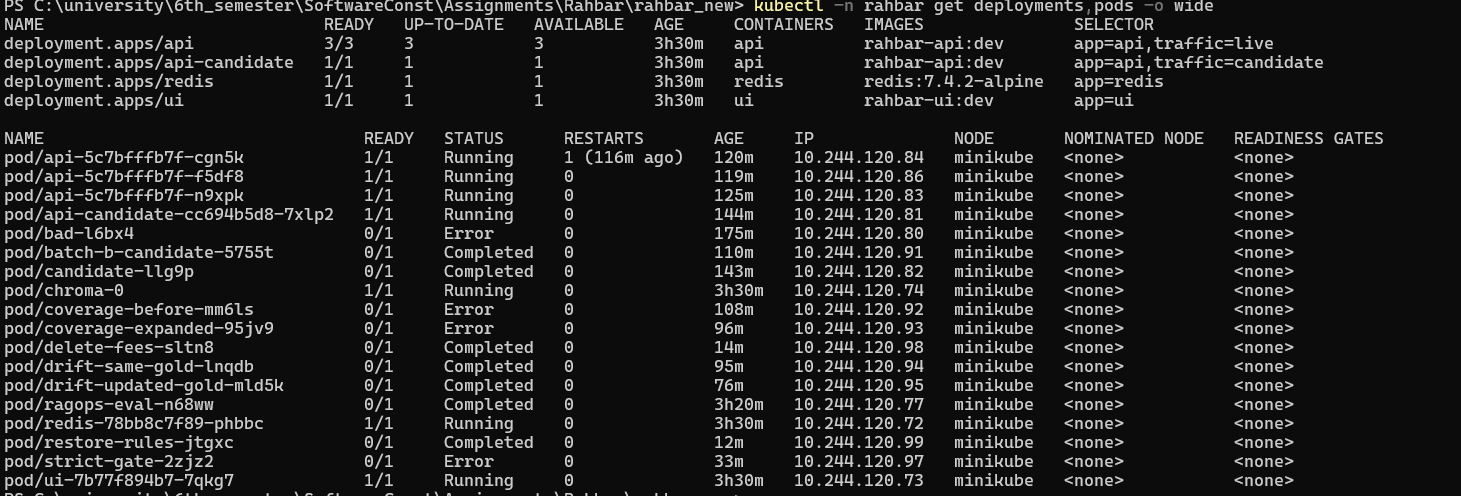 PS C:\university\6th_semester\SoftwareConst\Assignments\Rahbar\rahbar_new> kubectl -n rahbar get deployments,pods -o wide
NAME READY UP-TO-DATE AVAILABLE AGE CONTAINERS IMAGES SELECTOR
deployment.apps/api 3/3 3 3 3h30m api rahbar-api:dev app=api,traffic=live
deployment.apps/api-candidate 1/1 1 1 3h30m api rahbar-api:dev app=api,traffic=candidate
deployment.apps/redis 1/1 1 1 3h30m redis redis:7.4.2-alpine app=redis
deployment.apps/ui 1/1 1 1 3h30m ui rahbar-ui:dev app=ui
NAME READY STATUS RESTARTS AGE IP NODE NOMINATED NODE READINESS GATES
pod/api-5c7bfffb7f-cgn5k 1/1 Running 1 (116m ago) 120m 10.244.120.84 minikube <none> <none>
pod/api-5c7bfffb7f-f5df8 1/1 Running 0 119m 10.244.120.86 minikube <none> <none>
pod/api-5c7bfffb7f-n9xpk 1/1 Running 0 125m 10.244.120.83 minikube <none> <none>
pod/api-candidate-cc694b5d8-7xlp2 1/1 Running 0 144m 10.244.120.81 minikube <none> <none>
pod/bad-l6bx4 0/1 Error 0 175m 10.244.120.80 minikube <none> <none>
pod/batch-b-candidate-5755t 0/1 Completed 0 110m 10.244.120.91 minikube <none> <none>
pod/candidate-llg9p 0/1 Completed 0 143m 10.244.120.82 minikube <none> <none>
pod/chroma-0 1/1 Running 0 3h30m 10.244.120.74 minikube <none> <none>
pod/coverage-before-mm6ls 0/1 Error 0 108m 10.244.120.92 minikube <none> <none>
pod/coverage-expanded-95jv9 0/1 Error 0 96m 10.244.120.93 minikube <none> <none>
pod/delete-fees-sltn8 0/1 Completed 0 14m 10.244.120.98 minikube <none> <none>
pod/drift-same-gold-lnqdb 0/1 Completed 0 95m 10.244.120.94 minikube <none> <none>
pod/drift-updated-gold-mld5k 0/1 Completed 0 76m 10.244.120.95 minikube <none> <none>
pod/ragops-eval-n68ww 0/1 Completed 0 3h20m 10.244.120.77 minikube <none> <none>
pod/redis-78bb8c7f89-phbbc 1/1 Running 0 3h30m 10.244.120.72 minikube <none> <none>
pod/restore-rules-jtgxc 0/1 Completed 0 12m 10.244.120.99 minikube <none> <none>
pod/strict-gate-2zjz2 0/1 Error 0 33m 10.244.120.97 minikube <none> <none>
pod/ui-7b77f894b7-7qkg7 1/1 Running 0 3h30m 10.244.120.73 minikube <none> <none>